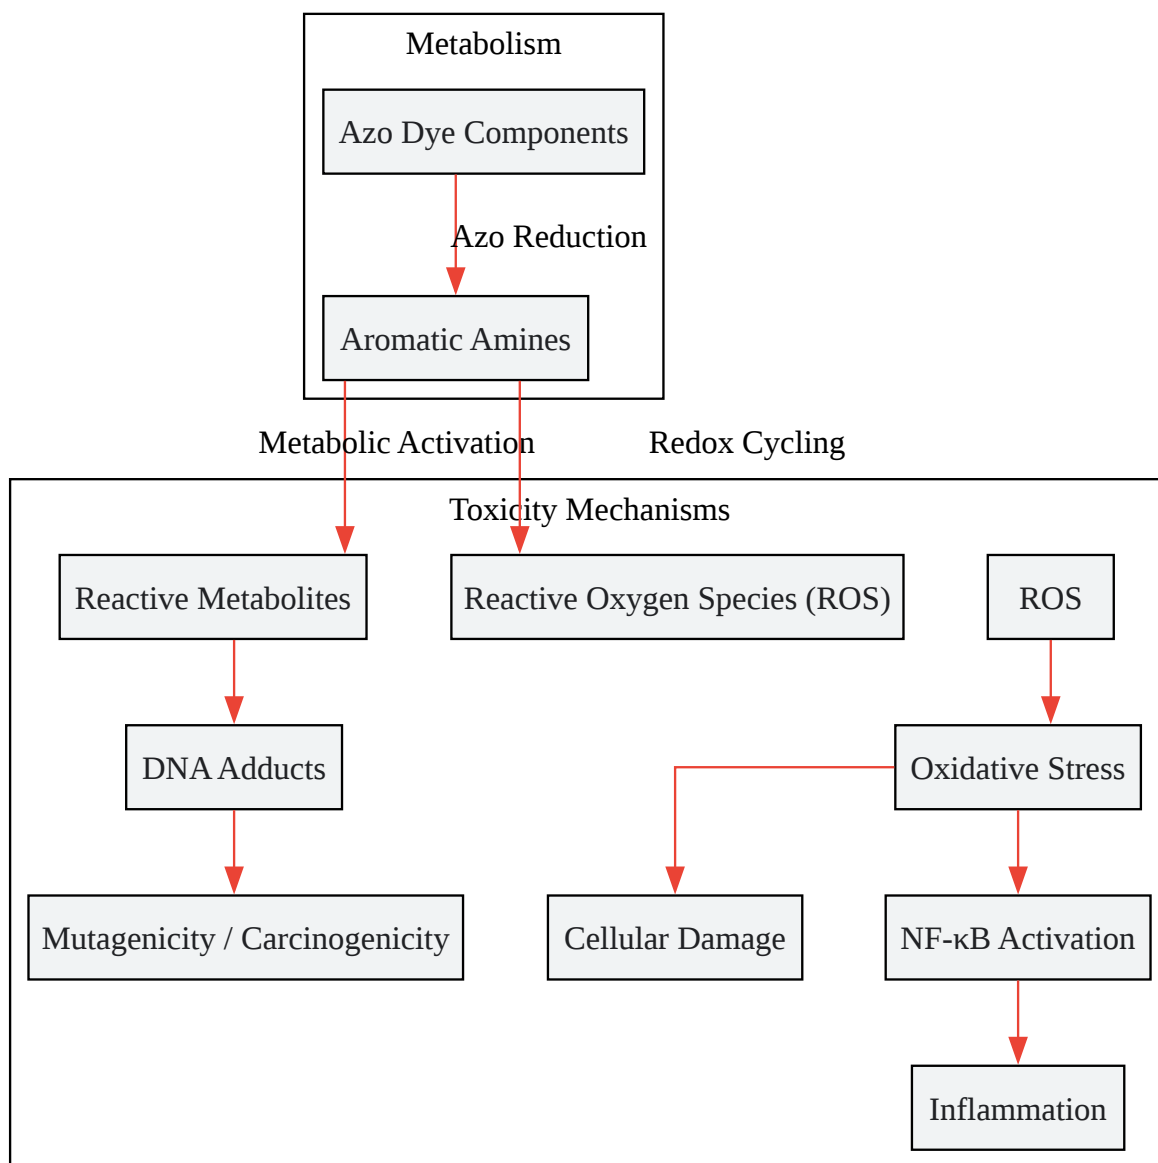 Metabolism
Azo Dye Components
Azo Reduction
Aromatic Amines
Metabolic Activation
Redox Cycling
Toxicity Mechanisms
Reactive Metabolites
Reactive Oxygen Species (ROS)
ROS
DNA Adducts
Oxidative Stress
Mutagenicity / Carcinogenicity
Cellular Damage
NF-κB Activation
Inflammation